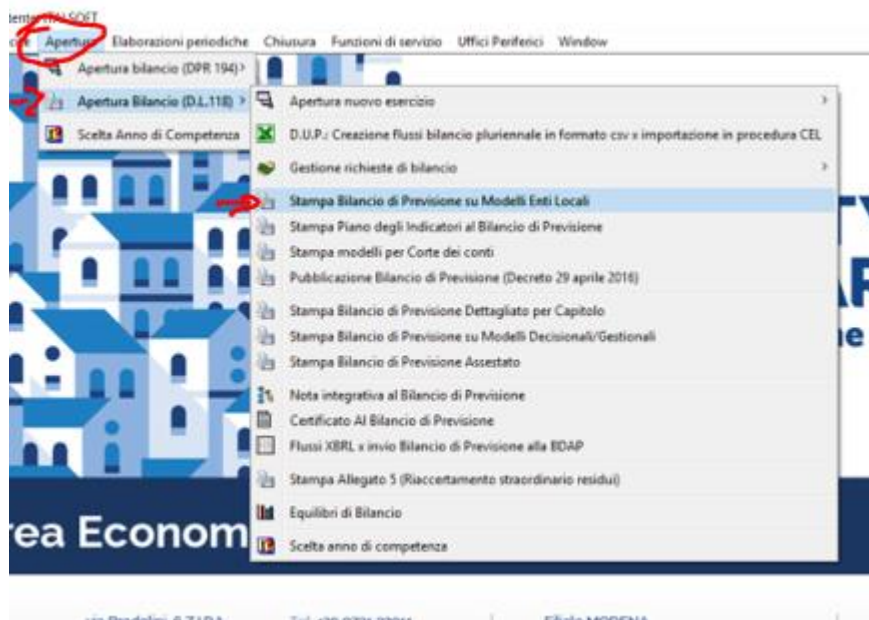 ITALSOFT
Apertura Elaborazioni periodiche Chiusura Funzioni di servizio Uffici Periferici Window
Apertura bilancio (DPR 194)
Apertura Bilancio (D.L.118)
Scelta Anno di Competenza
Apertura nuovo esercizio
D.U.P.: Creazione flussi bilancio pluriennale in formato csv x importazione in procedura CEL
Gestione richieste di bilancio
Stampa Bilancio di Previsione su Modelli Enti Locali
Stampa Piano degli Indicatori al Bilancio di Previsione
Stampa modelli per Corte dei conti
Pubblicazione Bilancio di Previsione (Decreto 29 aprile 2016)
Stampa Bilancio di Previsione Dettagliato per Capitolo
Stampa Bilancio di Previsione su Modelli Decisionali/Gestionali
Stampa Bilancio di Previsione Assestato
Nota integrativa al Bilancio di Previsione
Certificato Al Bilancio di Previsione
Flussi XBRL x invio Bilancio di Previsione alla BDAP
Stampa Allegato 5 (Riaccertamento straordinario residui)
Equilibri di Bilancio
Scelta anno di competenza
rea Econom